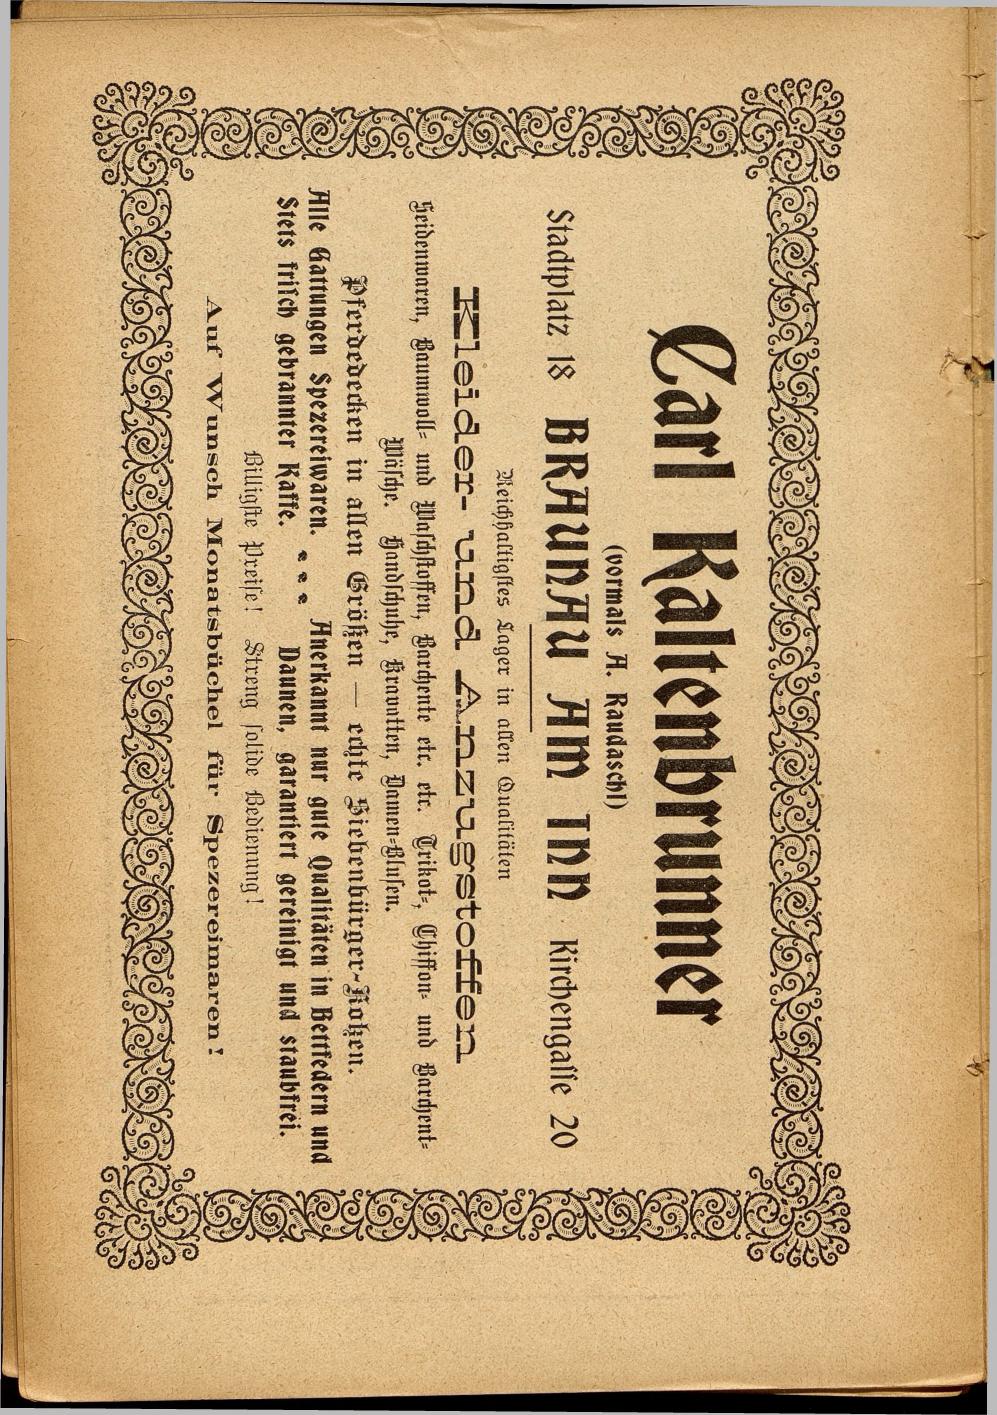 Carl Kaltenbrunner
(vormals A. Raudaschl)
Stadtplatz 18 BRAUNAU AM INN Kirchengasse 20
Reichhaltigstes Lager in allen Qualitäten
Kleider- und Anzugstoffen
Seidenwaren, Baumwoll- und Waschstoffen, Barchente etc. etc. Trikot-, Chiffon- und Barchent-
Wäsche. Handschuhe, Krawatten, Damen-Blusen.
Pferdedecken in allen Größen — echte Siebenbürger-Kotzen.
Alle Gattungen Spezereiwaren. Anerkannt nur gute Qualitäten in Bettfedern und
Stets frisch gebrannter Kaffe. Daunen, garantiert gereinigt und staubfrei.
Billigste Preise! Streng solide Bedienung!
Auf Wunsch Monatsbüchel für Spezereimaren!